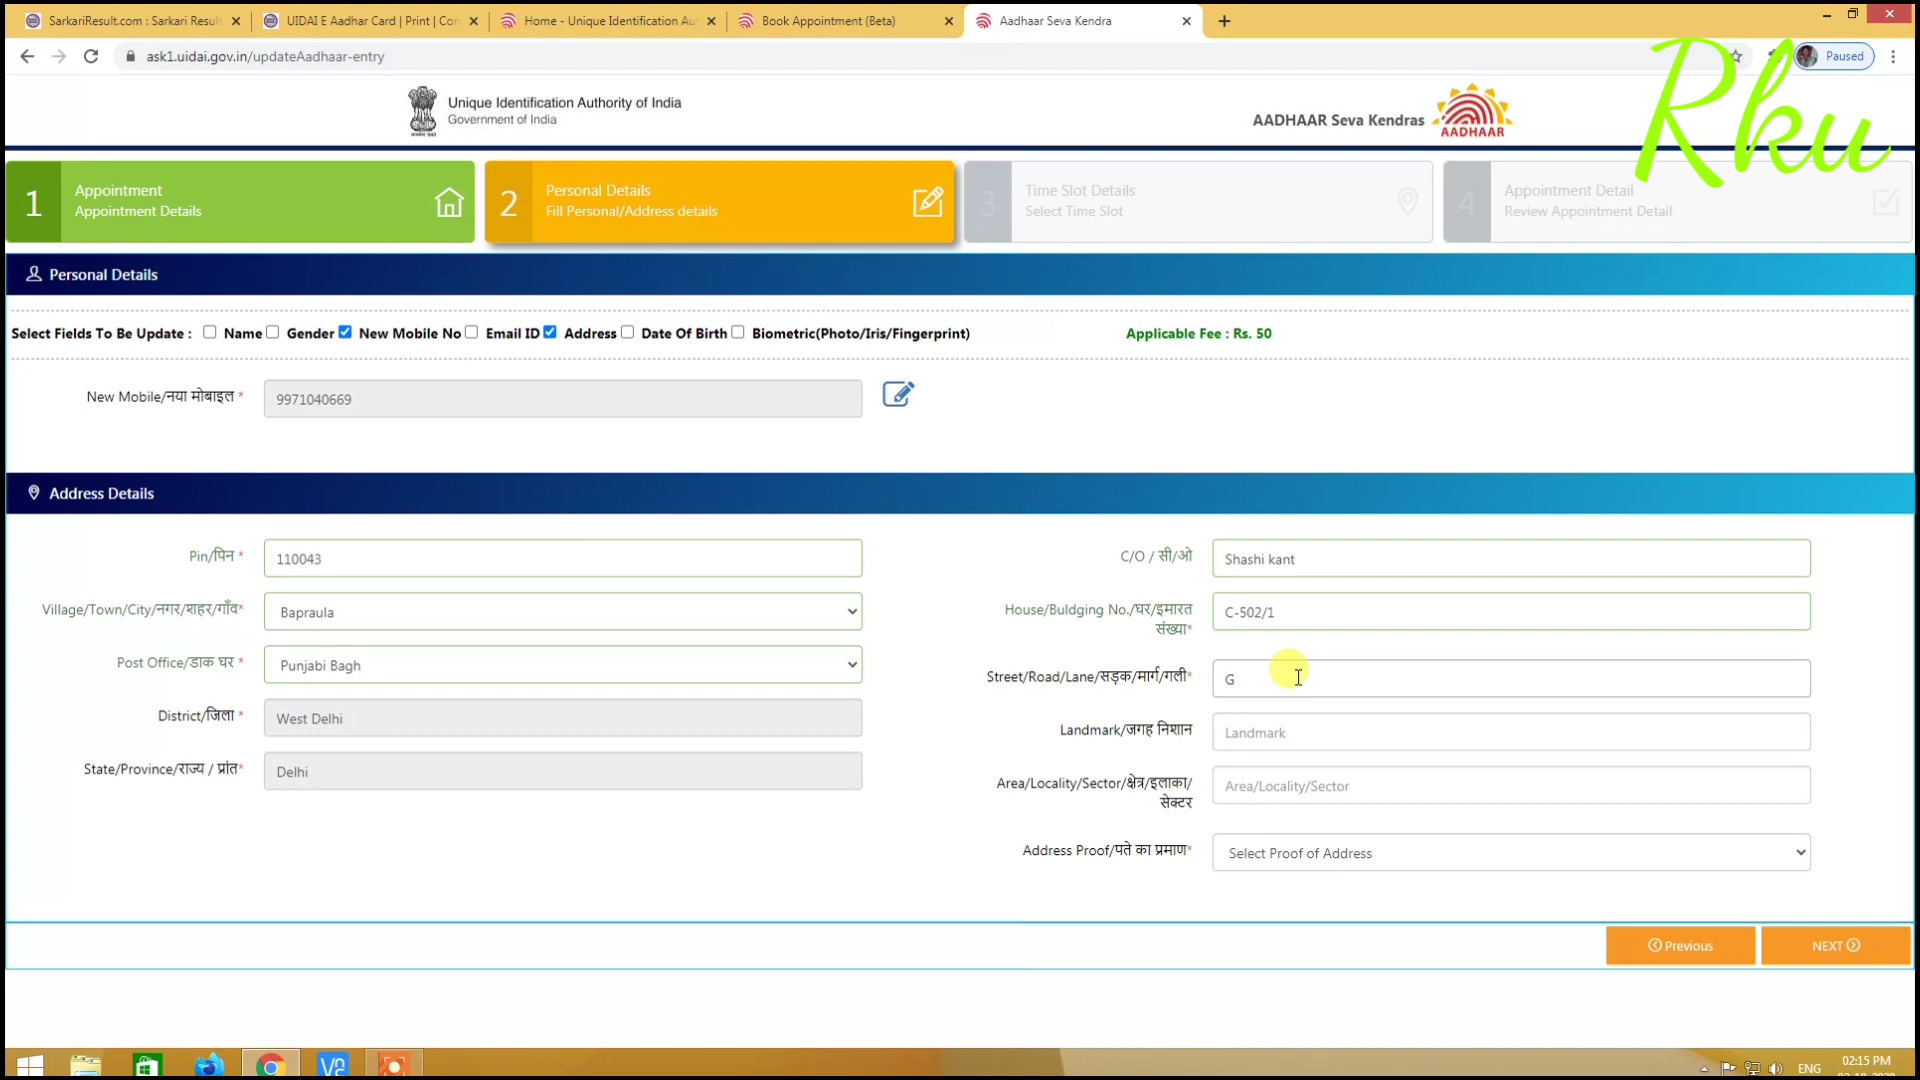 SarkariResult.com : Sarkari Result
UIDAI E Aadhar Card | Print | Cor
Home - Unique Identification Au
Book Appointment (Beta)
Aadhaar Seva Kendra
ask1.uidai.gov.in/updateAadhaar-entry
Paused
Rku
Unique Identification Authority of India
Government of India
AADHAAR Seva Kendras
AADHAAR
1
Appointment
Appointment Details
2
Personal Details
Fill Personal/Address details
3
Time Slot Details
Select Time Slot
4
Appointment Detail
Review Appointment Detail
Personal Details
Select Fields To Be Update : Name Gender New Mobile No Email ID Address Date Of Birth Biometric(Photo/Iris/Fingerprint)
Applicable Fee : Rs. 50
New Mobile/नया मोबाइल *
9971040669
Address Details
Pin/पिन *
110043
Village/Town/City/नगर/शहर/गाँव*
Bapraula
Post Office/डाक घर *
Punjabi Bagh
District/जिला *
West Delhi
State/Province/राज्य / प्रांत*
Delhi
C/O / सी/ओ
Shashi kant
House/Buldging No./घर/इमारत
संख्या*
C-502/1
Street/Road/Lane/सड़क/मार्ग/गली*
G
Landmark/जगह निशान
Landmark
Area/Locality/Sector/क्षेत्र/इलाका/
सेक्टर
Area/Locality/Sector
Address Proof/पते का प्रमाण*
Select Proof of Address
Previous
NEXT
ENG
02:15 PM